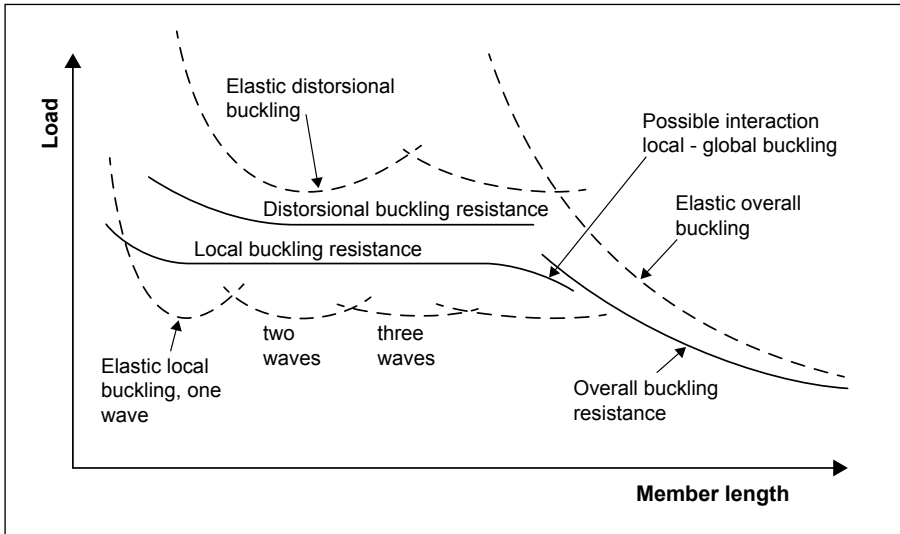 Load
Elastic distorsional
buckling
Possible interaction
local - global buckling
Elastic overall
buckling
Distorsional buckling resistance
Local buckling resistance
two
waves
three
waves
Elastic local
buckling, one
wave
Overall buckling
resistance
Member length